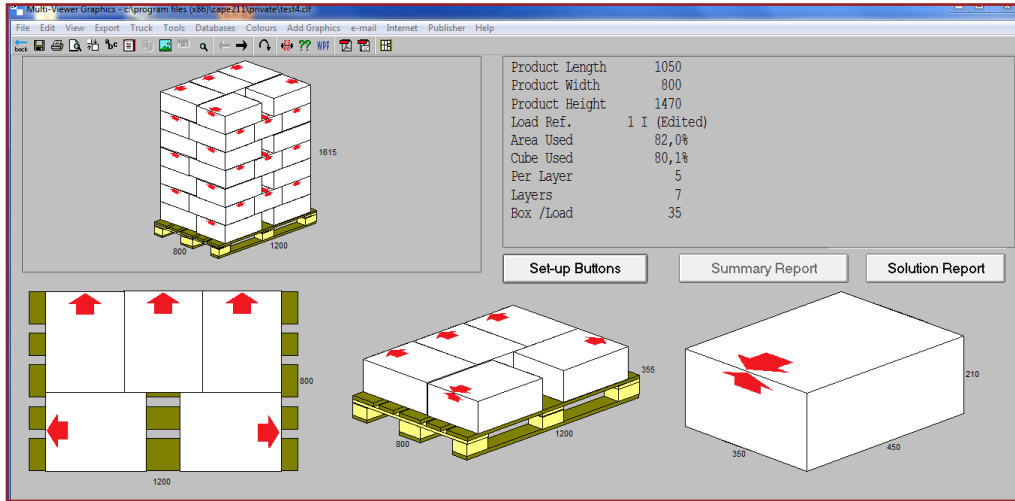 Multi-Viewer Graphics - c:\program files (x86)\cape211\private\test4.clf
File Edit View Export Truck Tools Databases Colours Add Graphics e-mail Internet Publisher Help
back ?? WPF
Product Length 1050
Product Width 800
Product Height 1470
Load Ref. 1 I (Edited)
Area Used 82,0%
Cube Used 80,1%
Per Layer 5
Layers 7
Box /Load 35
1615
800
1200
Set-up Buttons
Summary Report
Solution Report
800
1200
355
800
1200
210
350
450